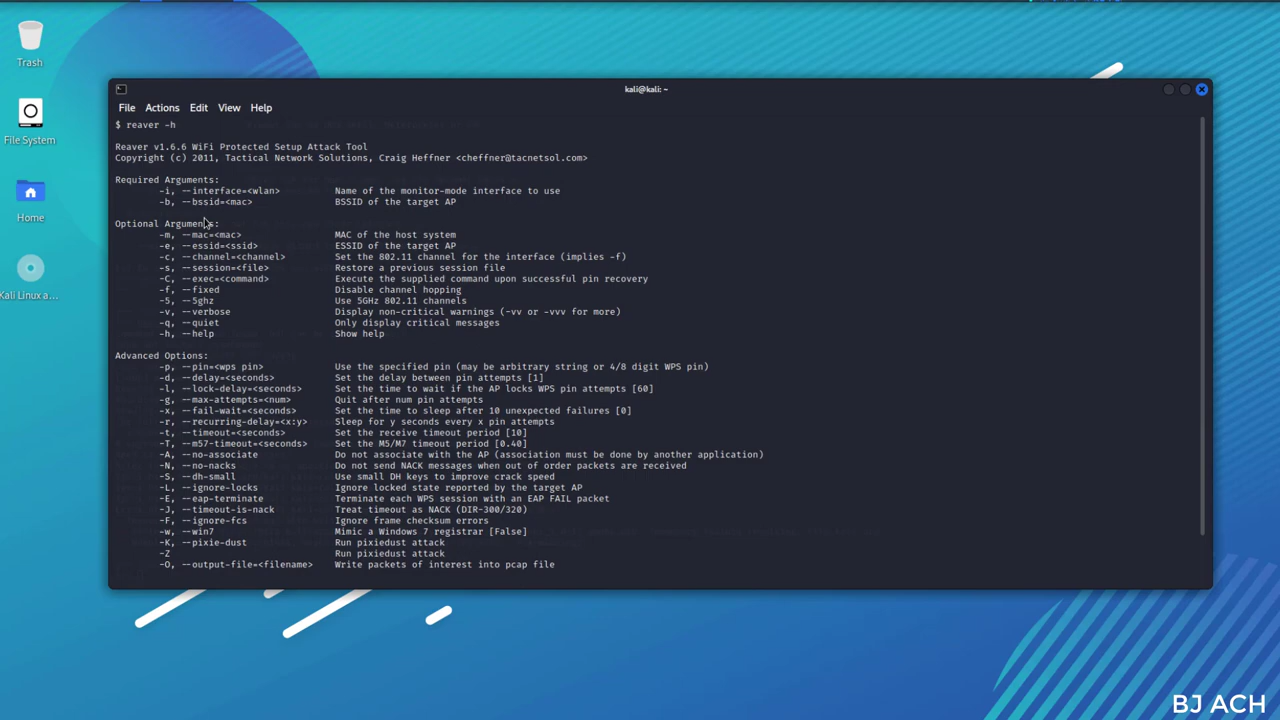 Trash
File System
Home
Kali Linux a...
kali@kali: ~
File Actions Edit View Help
$ reaver -h
Reaver v1.6.6 WiFi Protected Setup Attack Tool
Copyright (c) 2011, Tactical Network Solutions, Craig Heffner <cheffner@tacnetsol.com>
Required Arguments:
-i, --interface=<wlan> Name of the monitor-mode interface to use
-b, --bssid=<mac> BSSID of the target AP
Optional Arguments:
-m, --mac=<mac> MAC of the host system
-e, --essid=<ssid> ESSID of the target AP
-c, --channel=<channel> Set the 802.11 channel for the interface (implies -f)
-s, --session=<file> Restore a previous session file
-C, --exec=<command> Execute the supplied command upon successful pin recovery
-f, --fixed Disable channel hopping
-5, --5ghz Use 5GHz 802.11 channels
-v, --verbose Display non-critical warnings (-vv or -vvv for more)
-q, --quiet Only display critical messages
-h, --help Show help
Advanced Options:
-p, --pin=<wps pin> Use the specified pin (may be arbitrary string or 4/8 digit WPS pin)
-d, --delay=<seconds> Set the delay between pin attempts [1]
-l, --lock-delay=<seconds> Set the time to wait if the AP locks WPS pin attempts [60]
-g, --max-attempts=<num> Quit after num pin attempts
-x, --fail-wait=<seconds> Set the time to sleep after 10 unexpected failures [0]
-r, --recurring-delay=<x:y> Sleep for y seconds every x pin attempts
-t, --timeout=<seconds> Set the receive timeout period [10]
-T, --m57-timeout=<seconds> Set the M5/M7 timeout period [0.40]
-A, --no-associate Do not associate with the AP (association must be done by another application)
-N, --no-nacks Do not send NACK messages when out of order packets are received
-S, --dh-small Use small DH keys to improve crack speed
-L, --ignore-locks Ignore locked state reported by the target AP
-E, --eap-terminate Terminate each WPS session with an EAP FAIL packet
-J, --timeout-is-nack Treat timeout as NACK (DIR-300/320)
-F, --ignore-fcs Ignore frame checksum errors
-w, --win7 Mimic a Windows 7 registrar [False]
-K, --pixie-dust Run pixiedust attack
-Z Run pixiedust attack
-O, --output-file=<filename> Write packets of interest into pcap file
BJ ACH